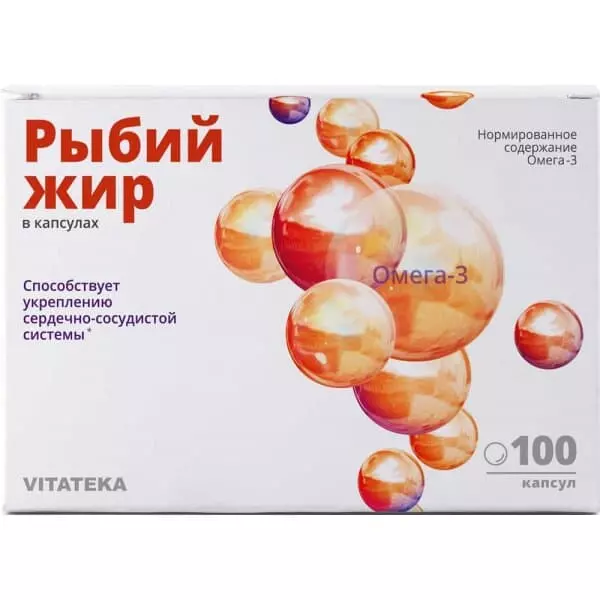 Рыбий
жир
в капсулах
Нормированное
содержание
Омега-3
Омега-3
Способствует
укреплению
сердечно-сосудистой
системы*
VITATEKA
100
капсул